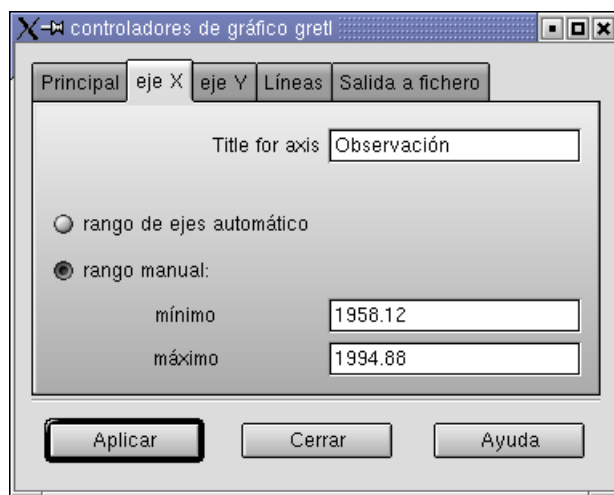 controladores de gráfico gretl
Principal eje X eje Y Líneas Salida a fichero
Title for axis Observación
rango de ejes automático
rango manual:
mínimo 1958.12
máximo 1994.88
Aplicar Cerrar Ayuda